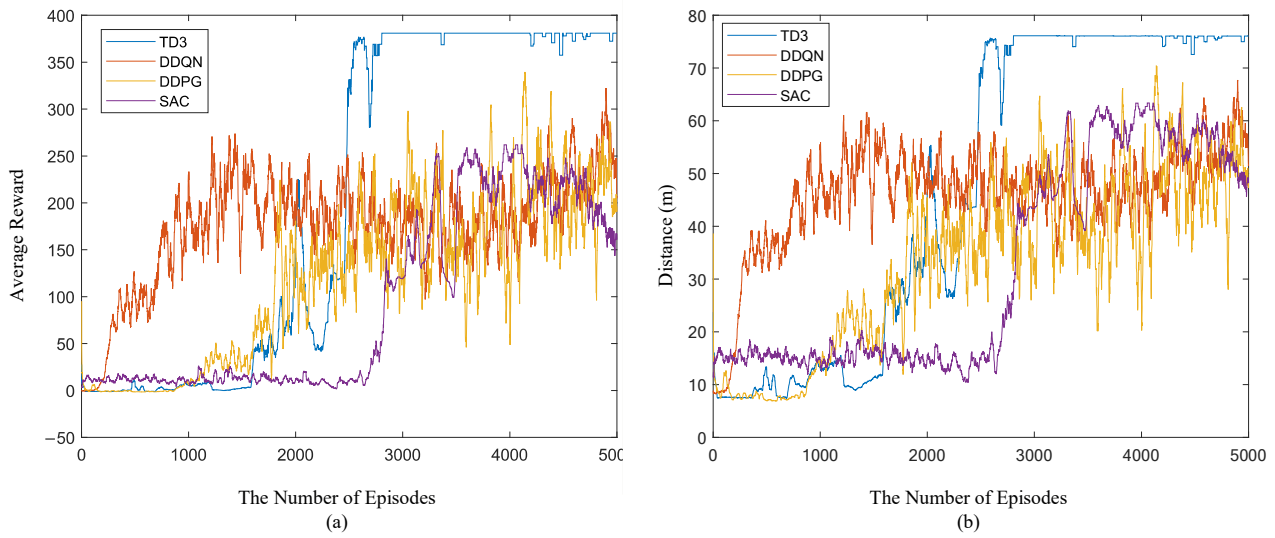 400
350
300
250
200
150
100
50
0
−50
Average Reward
TD3
DDQN
DDPG
SAC
0 1000 2000 3000 4000 500
The Number of Episodes
(a)
80
70
60
50
40
30
20
10
0
Distance (m)
TD3
DDQN
DDPG
SAC
0 1000 2000 3000 4000 5000
The Number of Episodes
(b)